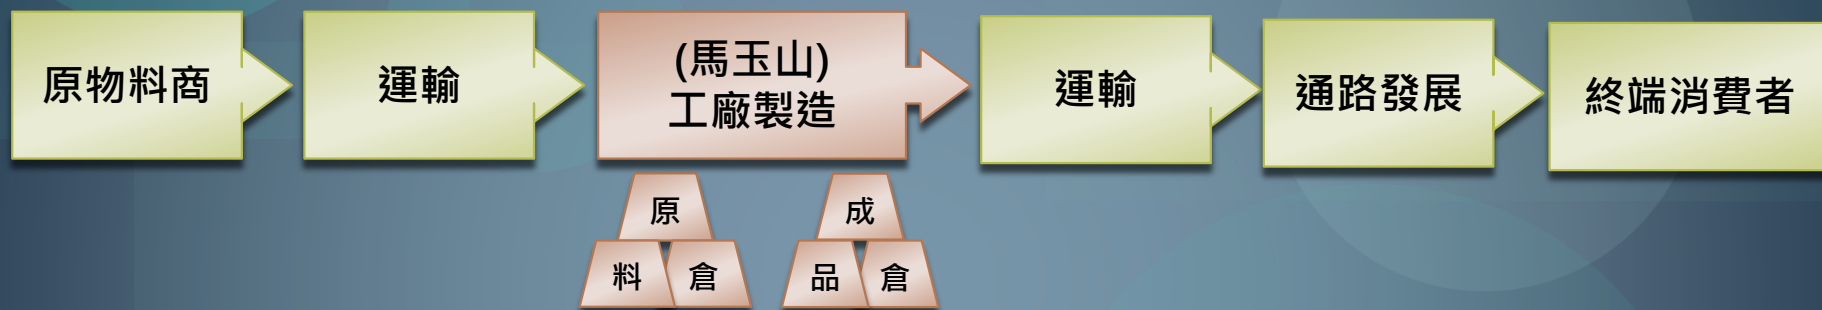 原物料商
運輸
(馬玉山)
工廠製造
運輸
通路發展
終端消費者
原
料 倉
成
品 倉